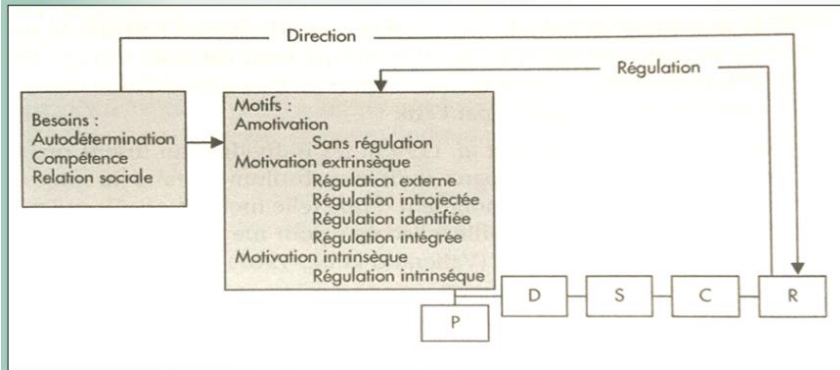 Direction
Régulation
Besoins :
Autodétermination
Compétence
Relation sociale
Motifs :
Amotivation
Sans régulation
Motivation extrinsèque
Régulation externe
Régulation introjectée
Régulation identifiée
Régulation intégrée
Motivation intrinsèque
Régulation intrinséque
P
D
S
C
R